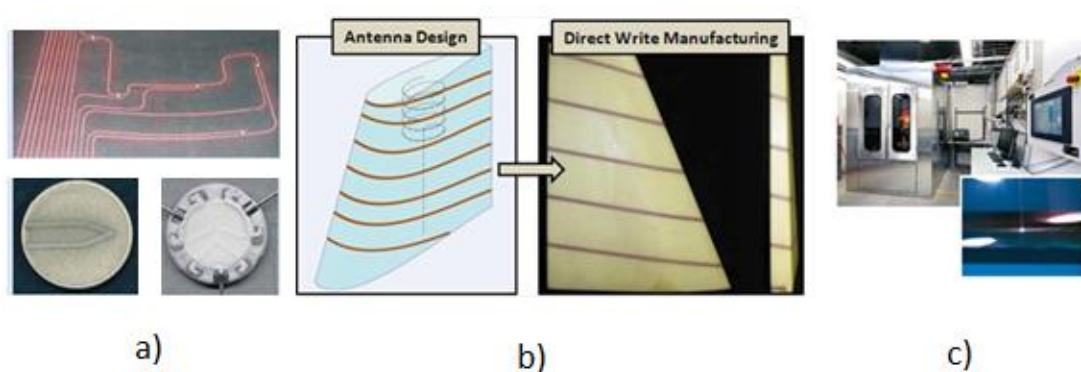 Antenna Design
Direct Write Manufacturing
a)
b)
c)